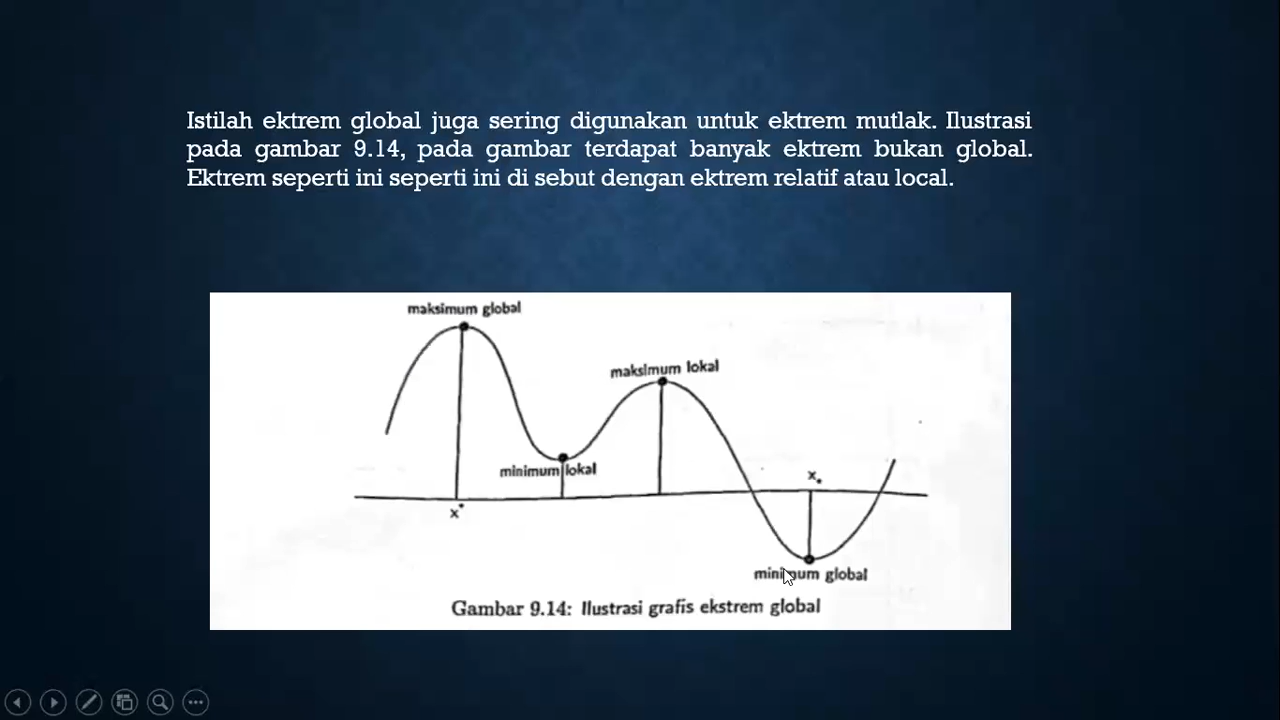 Istilah ektrem global juga sering digunakan untuk ektrem mutlak. Ilustrasi
pada gambar 9.14, pada gambar terdapat banyak ektrem bukan global.
Ektrem seperti ini seperti ini di sebut dengan ektrem relatif atau local.
maksimum global
maksimum lokal
minimum lokal
x*
x*
minimum global
Gambar 9.14: Ilustrasi grafis ekstrem global